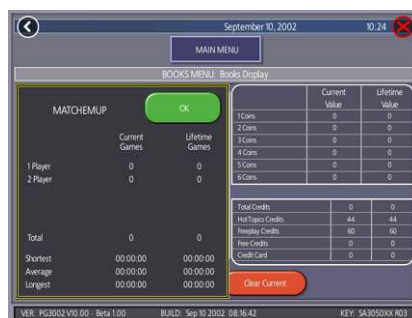 September 10, 2002 10:24
MAIN MENU
BOOKS MENU: Books Display
MATCHEMUP OK
Current Games Lifetime Games
1 Player 0 0
2 Player 0 0
Total 0 0
Shortest 00:00:00 00:00:00
Average 00:00:00 00:00:00
Longest 00:00:00 00:00:00
Current Value Lifetime Value
1 Coins 0 0
2 Coins 0 0
3 Coins 0 0
4 Coins 0 0
5 Coins 0 0
6 Coins 0 0
Total Credits 0 0
Hot Topics Credits 44 44
Freeplay Credits 60 60
Free Credits 0 0
Credit Card 0 0
Clear Current
VER: PG3002 V10.00 - Beta 1.00 BUILD: Sep 10 2002 08:16:42 KEY: SA3050XX R03